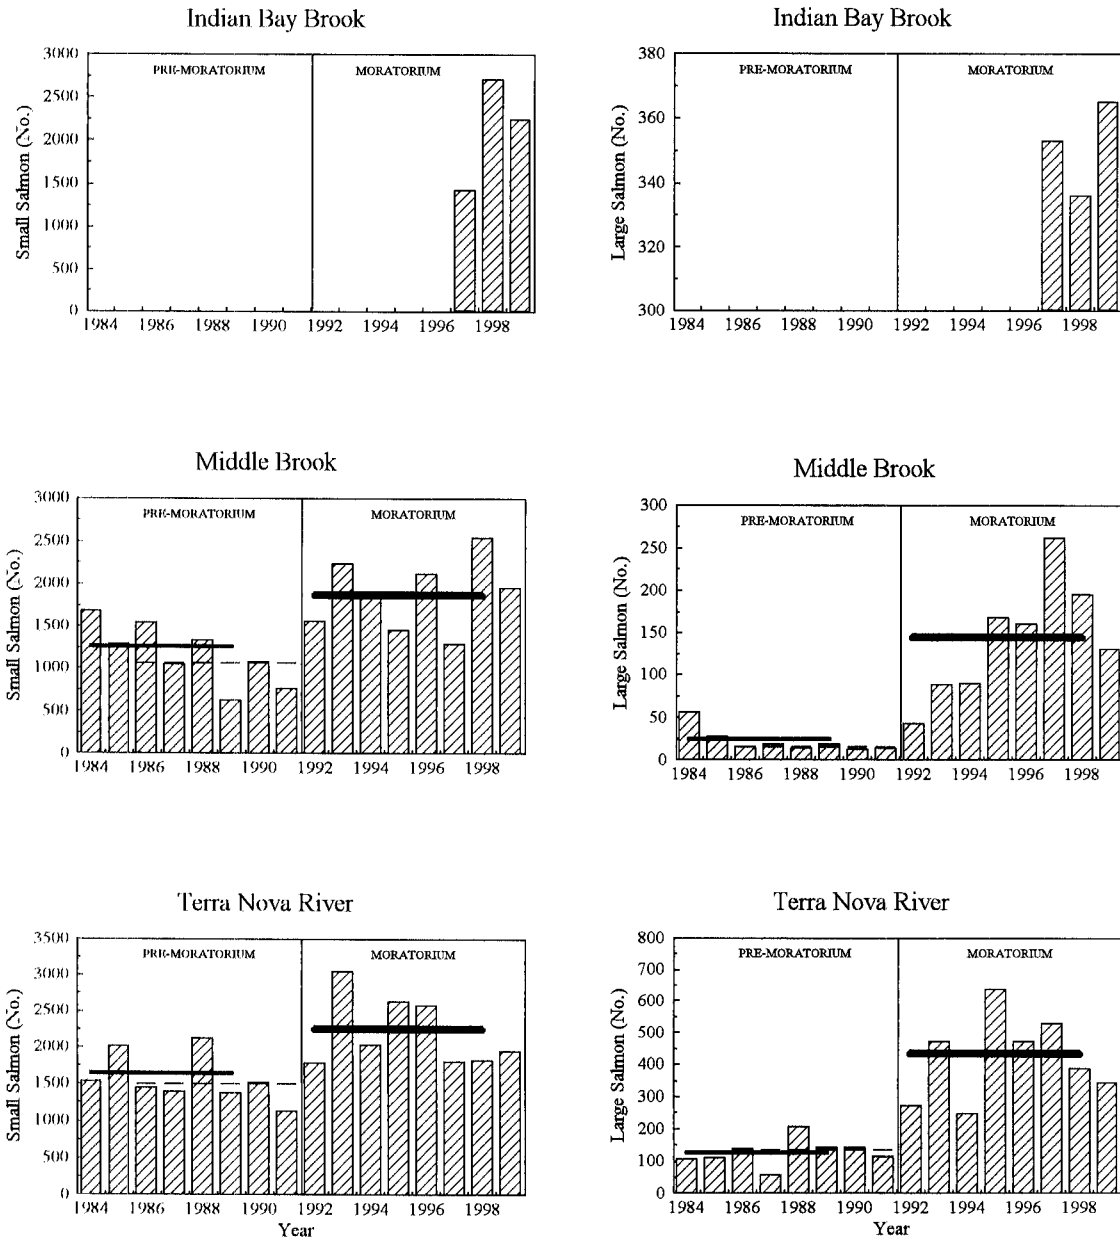 Indian Bay Brook
3000
2500
2000
1500
1000
500
0
Small Salmon (No.)
PRE-MORATORIUM
MORATORIUM
1984 1986 1988 1990 1992 1994 1996 1998
Indian Bay Brook
380
360
340
320
300
Large Salmon (No.)
PRE-MORATORIUM
MORATORIUM
1984 1986 1988 1990 1992 1994 1996 1998
Middle Brook
3000
2500
2000
1500
1000
500
0
Small Salmon (No.)
PRE-MORATORIUM
MORATORIUM
1984 1986 1988 1990 1992 1994 1996 1998
Middle Brook
300
250
200
150
100
50
0
Large Salmon (No.)
PRE-MORATORIUM
MORATORIUM
1984 1986 1988 1990 1992 1994 1996 1998
Terra Nova River
3500
3000
2500
2000
1500
1000
500
0
Small Salmon (No.)
PRE-MORATORIUM
MORATORIUM
1984 1986 1988 1990 1992 1994 1996 1998
Year
Terra Nova River
800
700
600
500
400
300
200
100
0
Large Salmon (No.)
PRE-MORATORIUM
MORATORIUM
1984 1986 1988 1990 1992 1994 1996 1998
Year